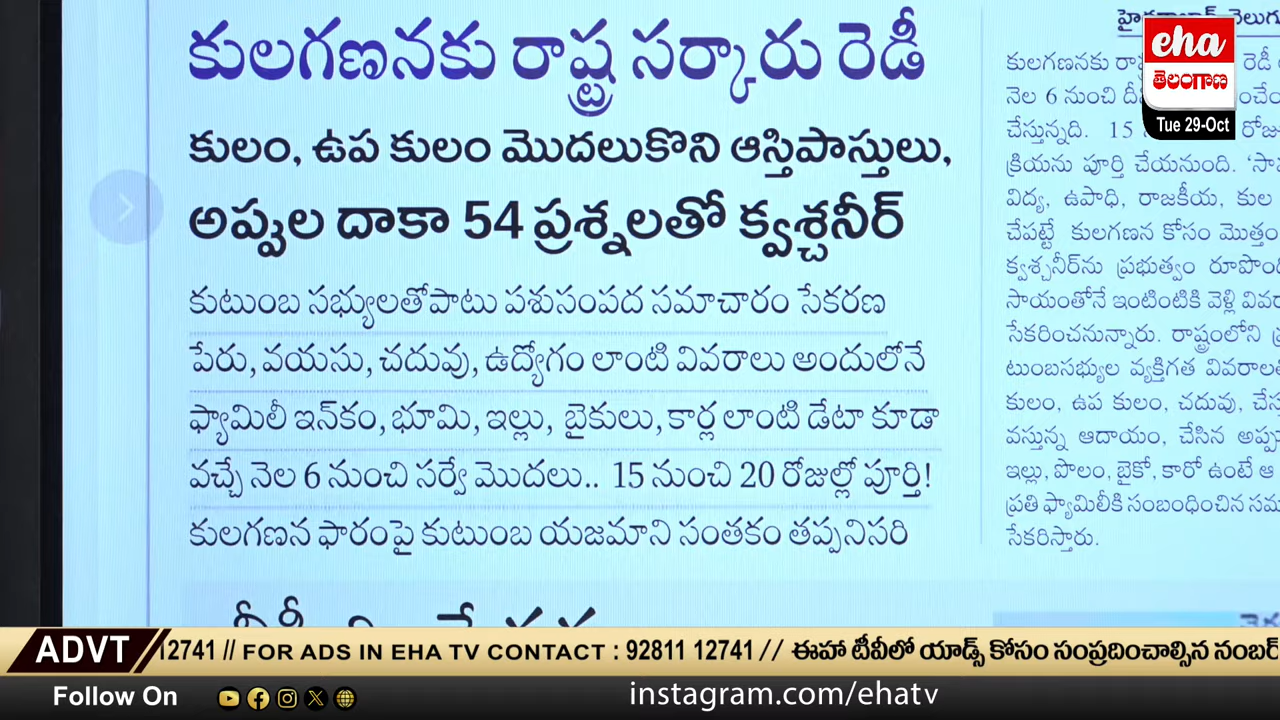 కులగణనకు రాష్ట్ర సర్కారు రెడీ
కులం, ఉప కులం మొదలుకొని ఆస్తిపాస్తులు,
అప్పుల దాకా 54 ప్రశ్నలతో క్వశ్చనీర్
కుటుంబ సభ్యులతోపాటు పశుసంపద సమాచారం సేకరణ
పేరు, వయసు, చదువు, ఉద్యోగం లాంటి వివరాలు అందులోనే
ఫ్యామిలీ ఇన్‌కం, భూమి, ఇల్లు, బైకులు, కార్ల లాంటి డేటా కూడా
వచ్చే నెల 6 నుంచి సర్వే మొదలు.. 15 నుంచి 20 రోజుల్లో పూర్తి!
కులగణన ఫారంపై కుటుంబ యజమాని సంతకం తప్పనిసరి
కులగణనకు రెడీ
నెల 6 నుంచి
చేస్తున్నది. 15
క్రియను పూర్తి చేయనుంది.
విద్య, ఉపాధి, రాజకీయ, కుల
చేపట్టే కులగణన కోసం మొత్తం
క్వశ్చనీర్‌ను ప్రభుత్వం
సాయంతోనే ఇంటింటికి వెళ్లి
సేకరించనున్నారు. రాష్ట్రంలోని
టుంబసభ్యుల వ్యక్తిగత
కులం, ఉప కులం, చదువు,
వస్తున్న ఆదాయం, చేసిన
ఇల్లు, పొలం, బైకో, కారో ఉంటే ఆ
ప్రతి ఫ్యామిలీకి సంబంధించిన
సేకరిస్తారు.
eha
తెలంగాణ
Tue 29-Oct
ADVT 12741 // FOR ADS IN EHA TV CONTACT : 92811 12741 // ఈహా టీవీలో యాడ్స్ కోసం సంప్రదించాల్సిన నంబర్
Follow On instagram.com/ehatv